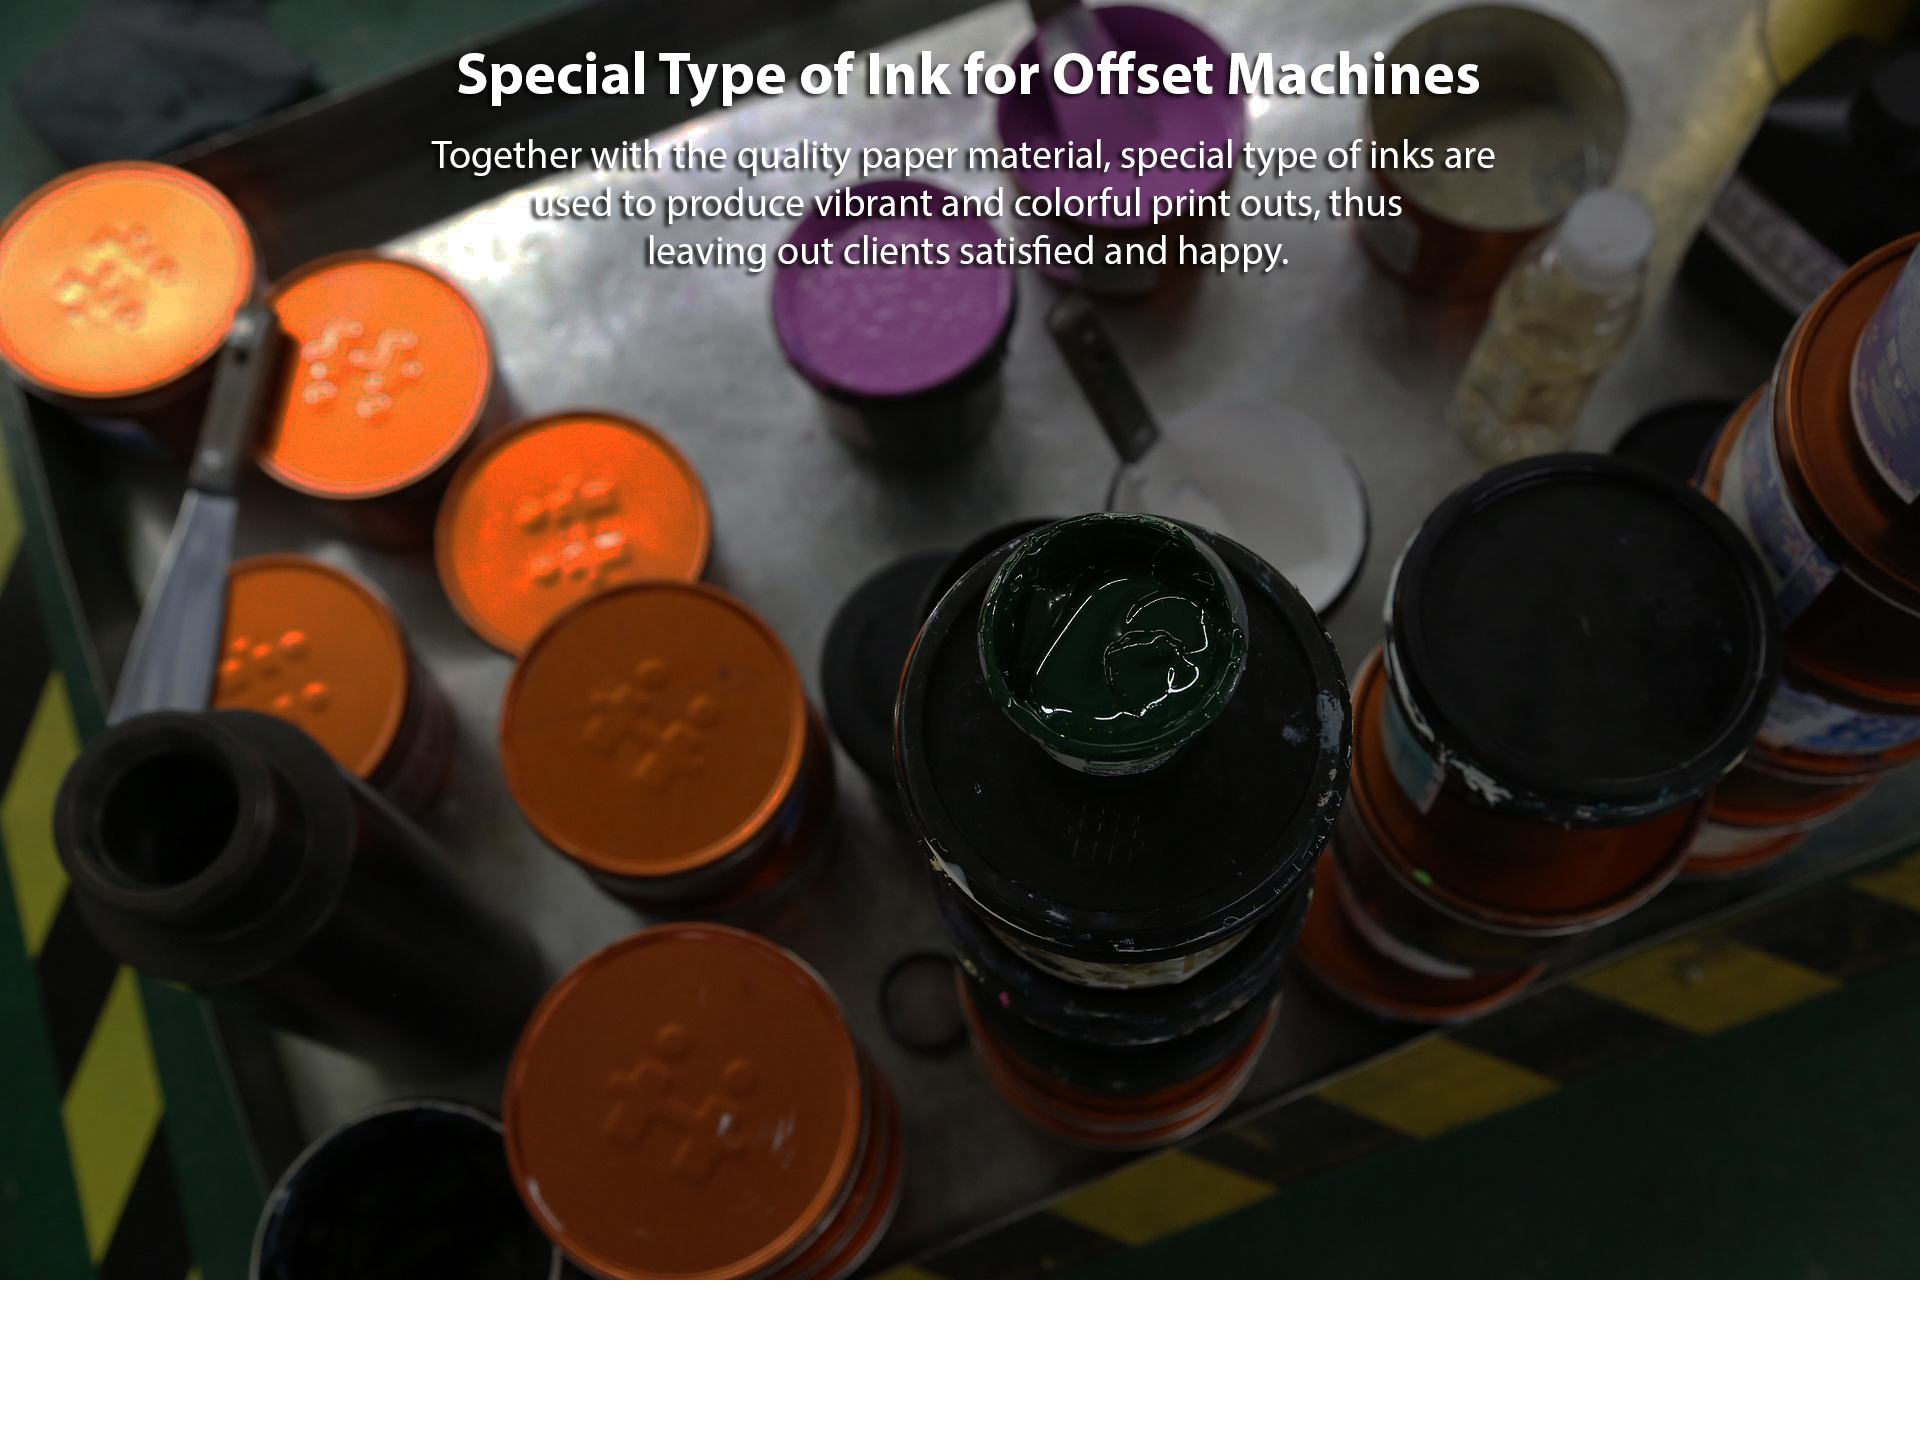 Special Type of Ink for Offset Machines
Together with the quality paper material, special type of inks are
used to produce vibrant and colorful print outs, thus
leaving out clients satisfied and happy.